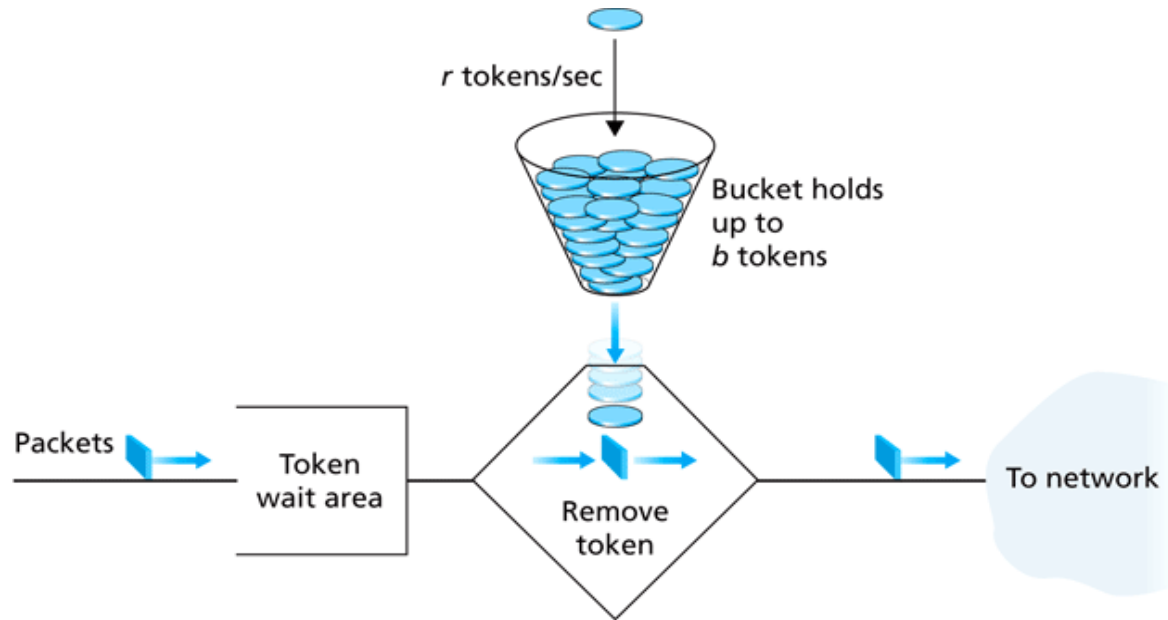 r tokens/sec
Bucket holds
up to
b tokens
Packets
Token
wait area
Remove
token
To network